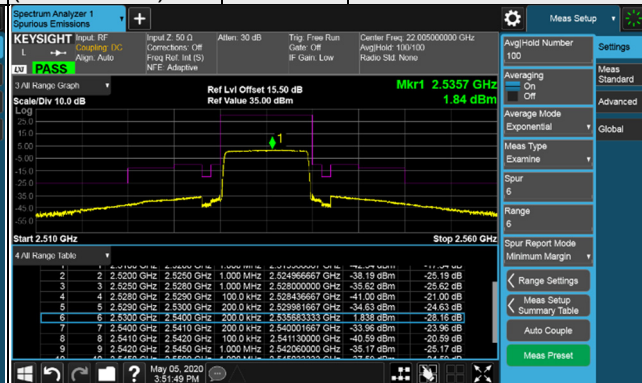 Spectrum Analyzer 1
Spurious Emissions
+
Meas Setup
KEYSIGHT Input: RF
Coupling: DC
Align: Auto
Input Z: 50 Ω
Corrections: Off
Freq Ref: Int (S)
NFE: Adaptive
Atten: 30 dB
Trig: Free Run
Gate: Off
IF Gain: Low
Center Freq: 22.005000000 GHz
Avg|Hold: 100/100
Radio Std: None
L
LXI PASS
3 All Range Graph
Scale/Div 10.0 dB
Ref Lvl Offset 15.50 dB
Ref Value 35.00 dBm
Mkr1 2.5357 GHz
1.84 dBm
Log
25.0
15.0
5.00
-5.00
-15.0
-25.0
-35.0
-45.0
-55.0
1
Start 2.510 GHz
Stop 2.560 GHz
4 All Range Table
2 2 2.5200 GHz 2.5250 GHz 1.000 MHz 2.524966667 GHz -38.19 dBm -25.19 dB
3 3 2.5250 GHz 2.5280 GHz 1.000 MHz 2.528000000 GHz -35.62 dBm -25.62 dB
4 4 2.5280 GHz 2.5290 GHz 100.0 kHz 2.528436667 GHz -41.00 dBm -21.00 dB
5 5 2.5290 GHz 2.5300 GHz 200.0 kHz 2.529981667 GHz -34.63 dBm -24.63 dB
6 6 2.5300 GHz 2.5400 GHz 200.0 kHz 2.535683333 GHz 1.838 dBm -28.16 dB
7 7 2.5400 GHz 2.5410 GHz 200.0 kHz 2.540001667 GHz -33.96 dBm -23.96 dB
8 8 2.5410 GHz 2.5420 GHz 100.0 kHz 2.541130000 GHz -40.59 dBm -20.59 dB
9 9 2.5420 GHz 2.5450 GHz 1.000 MHz 2.542060000 GHz -35.17 dBm -25.17 dB
Avg|Hold Number
100
Averaging
On
Off
Average Mode
Exponential
Meas Type
Examine
Spur
6
Range
6
Spur Report Mode
Minimum Margin
Range Settings
Meas Setup
Summary Table
Auto Couple
Meas Preset
Settings
Meas
Standard
Advanced
Global
?
May 05, 2020
3:51:49 PM